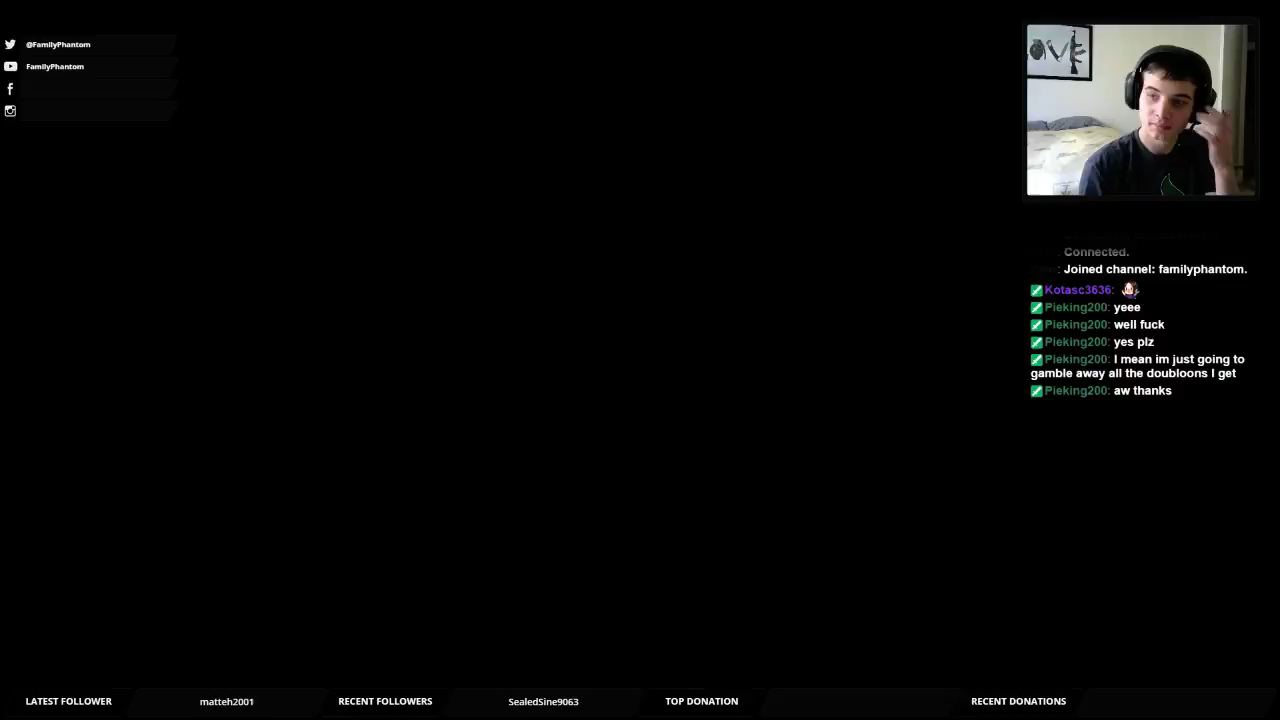 @FamilyPhantom
FamilyPhantom
Connected.
: Joined channel: familyphantom.
Kotasc3636:
Pieking200: yeee
Pieking200: well fuck
Pieking200: yes plz
Pieking200: I mean im just going to
gamble away all the doubloons I get
Pieking200: aw thanks
LATEST FOLLOWER matteh2001 RECENT FOLLOWERS SealedSine9063 TOP DONATION RECENT DONATIONS